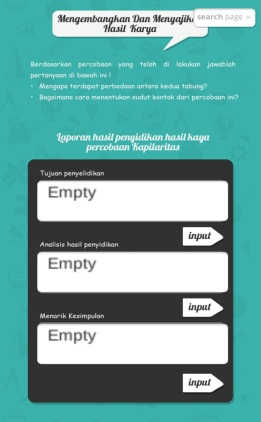 Mengembangkan Dan Menyajika
search page >
Hasil Karya
Berdasarkan percobaan yang telah di lakukan jawablah
pertanyaan di bawah ini !
• Mengapa terdapat perbedaan antara kedua tabung?
• Bagaimana cara menentukan sudut kontak dari percobaan ini?
Laporan hasil penyidikan hasil kaya
percobaan Kapilaritas
Tujuan penyelidikan
Empty
input
Analisis hasil penyidikan
Empty
input
Menarik Kesimpulan
Empty
input